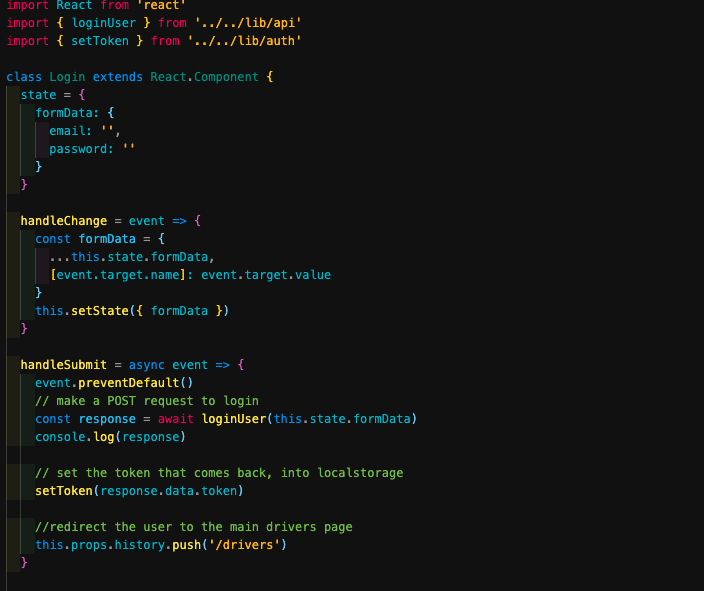 import React from 'react'
import { loginUser } from '../../lib/api'
import { setToken } from '../../lib/auth'

class Login extends React.Component {
  state = {
    formData: {
      email: '',
      password: ''
    }
  }

  handleChange = event => {
    const formData = {
      ...this.state.formData,
      [event.target.name]: event.target.value
    }
    this.setState({ formData })
  }

  handleSubmit = async event => {
    event.preventDefault()
    // make a POST request to login
    const response = await loginUser(this.state.formData)
    console.log(response)

    // set the token that comes back, into localstorage
    setToken(response.data.token)

    //redirect the user to the main drivers page
    this.props.history.push('/drivers')
  }